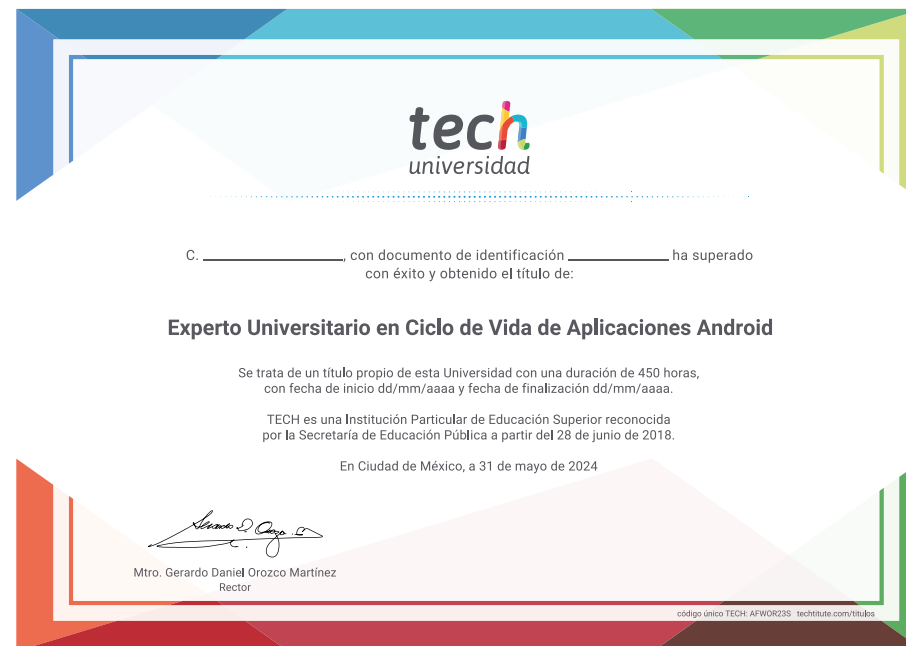 tech
universidad
C. ____________, con documento de identificación ____________ ha superado
con éxito y obtenido el título de:
Experto Universitario en Ciclo de Vida de Aplicaciones Android
Se trata de un título propio de esta Universidad con una duración de 450 horas,
con fecha de inicio dd/mm/aaaa y fecha de finalización dd/mm/aaaa.
TECH es una Institución Particular de Educación Superior reconocida
por la Secretaría de Educación Pública a partir del 28 de junio de 2018.
En Ciudad de México, a 31 de mayo de 2024
Mtro. Gerardo Daniel Orozco Martínez
Rector
código único TECH: AFWOR23S techtitute.com/titulos